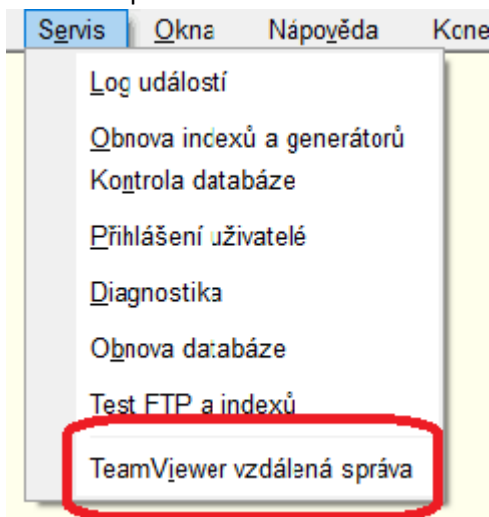 Servis Okna Nápověda Kone
Log událostí
Obnova indexů a generátorů
Kontrola databáze
Přihlášení uživatelé
Diagnostika
Obnova databáze
Test FTP a indexů
TeamViewer vzdálená správa